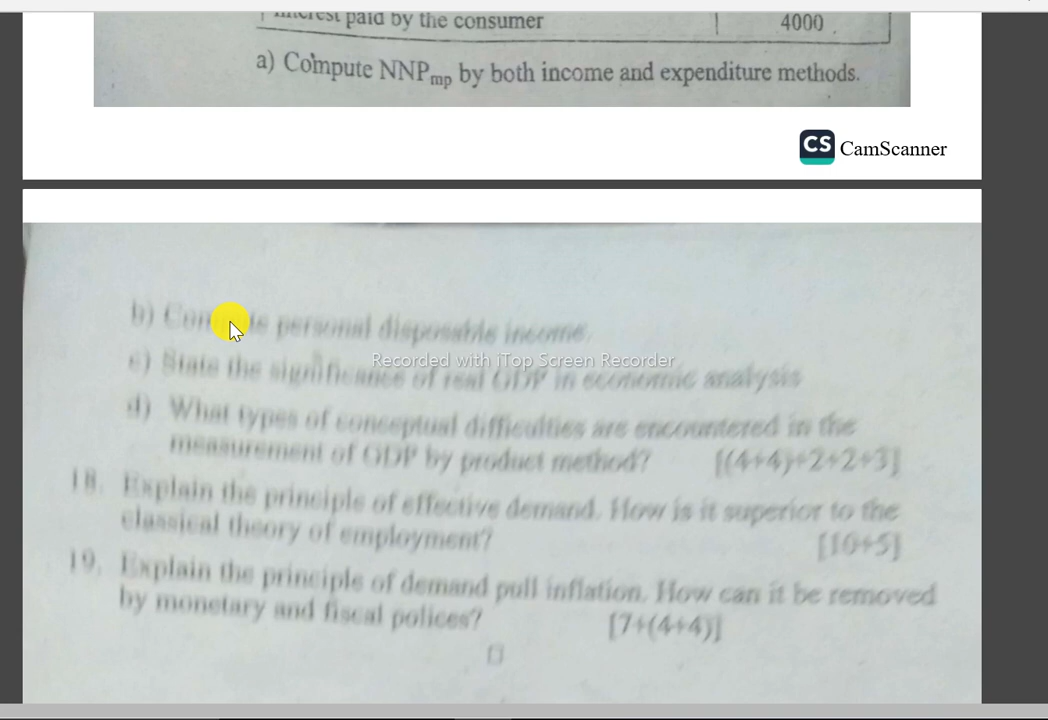 paid by the consumer 4000
a) Compute NNPmp by both income and expenditure methods.
CS CamScanner
b) personal disposable income.
Recorded with iTop Screen Recorder
c) State the significance of real GDP in economic analysis
d) What types of conceptual difficulties are encountered in the
measurement of GDP by product method? [(4+4)+2+2+3]
18. Explain the principle of effective demand. How is it superior to the
classical theory of employment? [10+5]
19. Explain the principle of demand pull inflation. How can it be removed
by monetary and fiscal polices? [7+(4+4)]